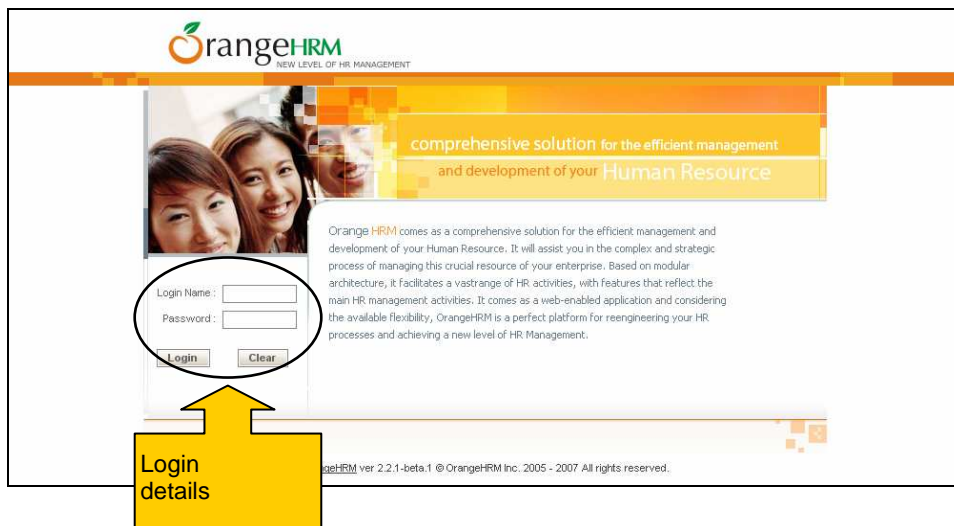 OrangeHRM
NEW LEVEL OF HR MANAGEMENT
comprehensive solution for the efficient management
and development of your Human Resource
Orange HRM comes as a comprehensive solution for the efficient management and
development of your Human Resource. It will assist you in the complex and strategic
process of managing this crucial resource of your enterprise. Based on modular
architecture, it facilitates a vastrange of HR activities, with features that reflect the
main HR management activities. It comes as a web-enabled application and considering
the available flexibility, OrangeHRM is a perfect platform for reengineering your HR
processes and achieving a new level of HR Management.
Login Name :
Password :
Login Clear
Login
details
ver 2.2.1-beta.1 © OrangeHRM Inc. 2005 - 2007 All rights reserved.